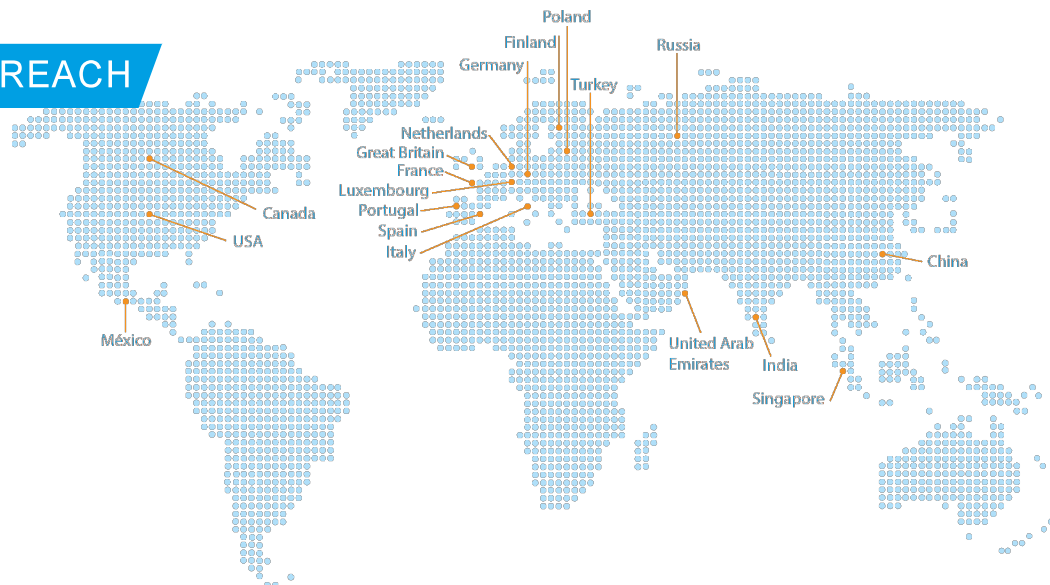 REACH
Poland
Finland
Russia
Germany
Turkey
Netherlands
Great Britain
France
Luxembourg
Portugal
Canada
Spain
USA
Italy
China
México
United Arab
Emirates
India
Singapore